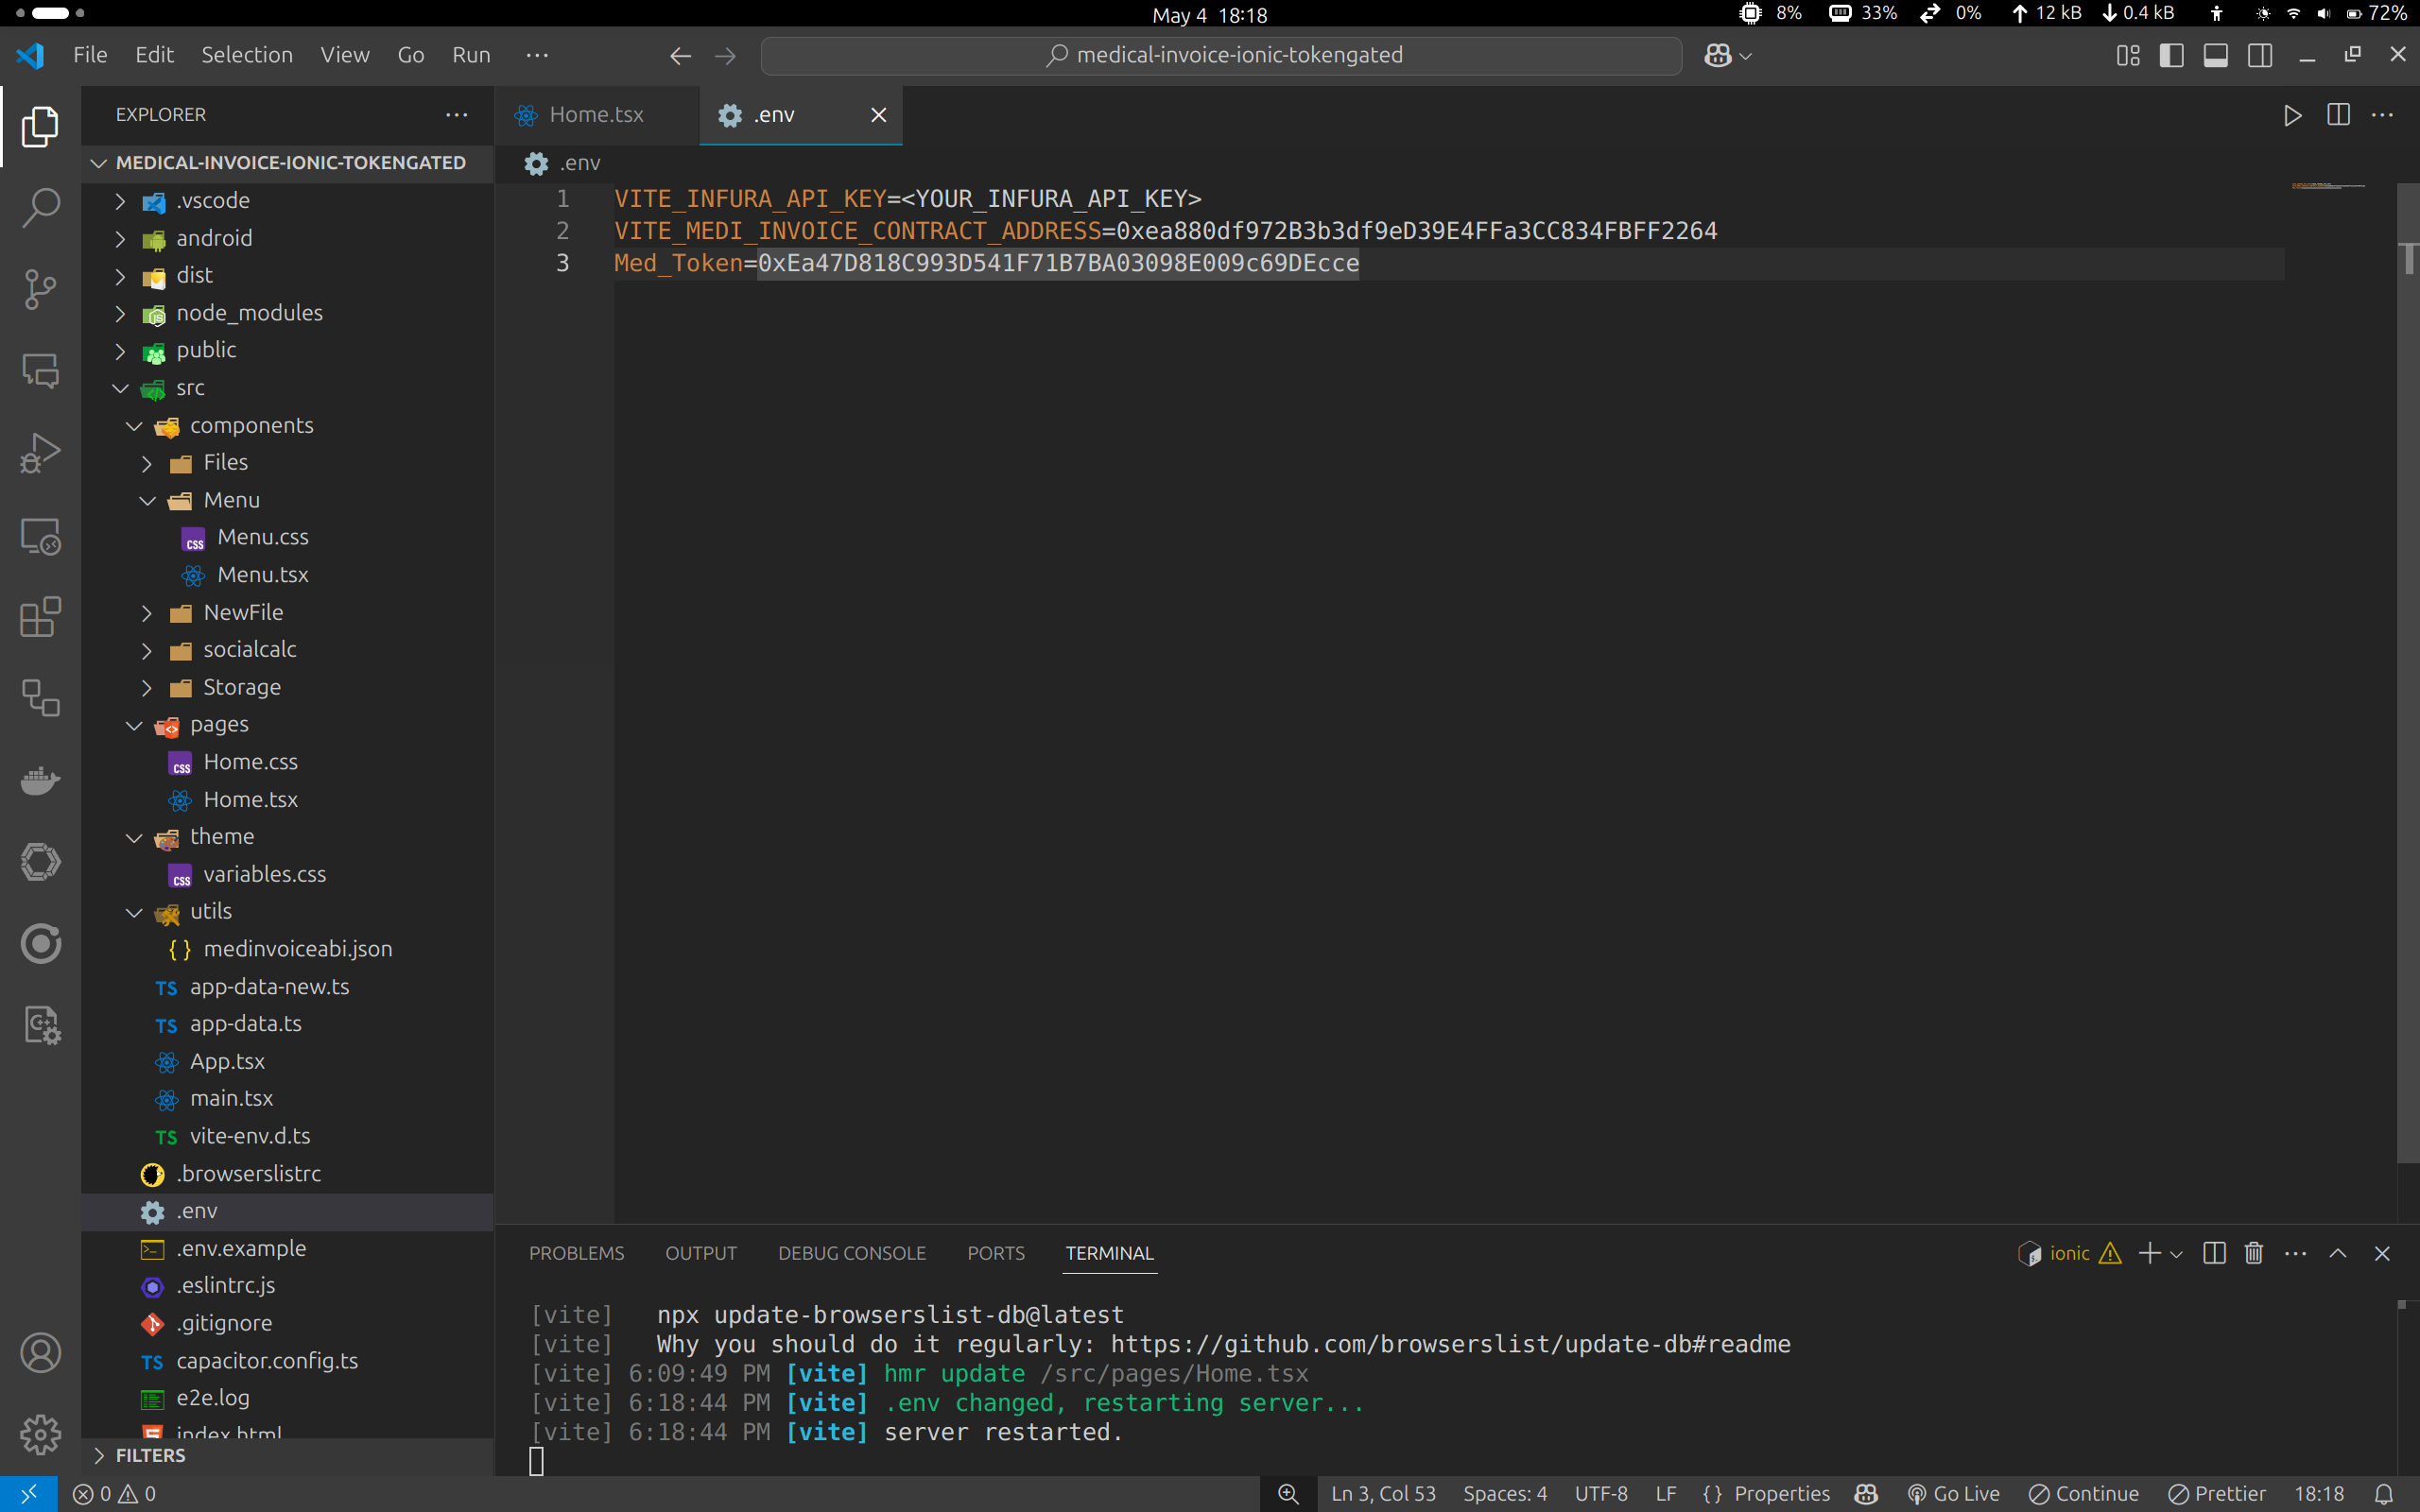 May 4 18:18
8% 33% 0% 12 kB 0.4 kB 72%
File Edit Selection View Go Run ··· medical-invoice-ionic-tokengated
EXPLORER ···
MEDICAL-INVOICE-IONIC-TOKENGATED
.vscode
android
dist
node_modules
public
src
components
Files
Menu
css Menu.css
Menu.tsx
NewFile
socialcalc
Storage
pages
css Home.css
Home.tsx
theme
css variables.css
utils
{ } medinvoiceabi.json
TS app-data-new.ts
TS app-data.ts
App.tsx
main.tsx
TS vite-env.d.ts
.browserslistrc
.env
.env.example
.eslintrc.js
.gitignore
TS capacitor.config.ts
e2e.log
index.html
FILTERS
Home.tsx .env
.env
1 VITE_INFURA_API_KEY=<YOUR_INFURA_API_KEY>
2 VITE_MEDI_INVOICE_CONTRACT_ADDRESS=0xea880df972B3b3df9eD39E4FFa3CC834FBFF2264
3 Med_Token=0xEa47D818C993D541F71B7BA03098E009c69DEcce
PROBLEMS OUTPUT DEBUG CONSOLE PORTS TERMINAL ionic
[vite] npx update-browserslist-db@latest
[vite] Why you should do it regularly: https://github.com/browserslist/update-db#readme
[vite] 6:09:49 PM [vite] hmr update /src/pages/Home.tsx
[vite] 6:18:44 PM [vite] .env changed, restarting server...
[vite] 6:18:44 PM [vite] server restarted.
0 0 Ln 3, Col 53 Spaces: 4 UTF-8 LF { } Properties Go Live Continue Prettier 18:18